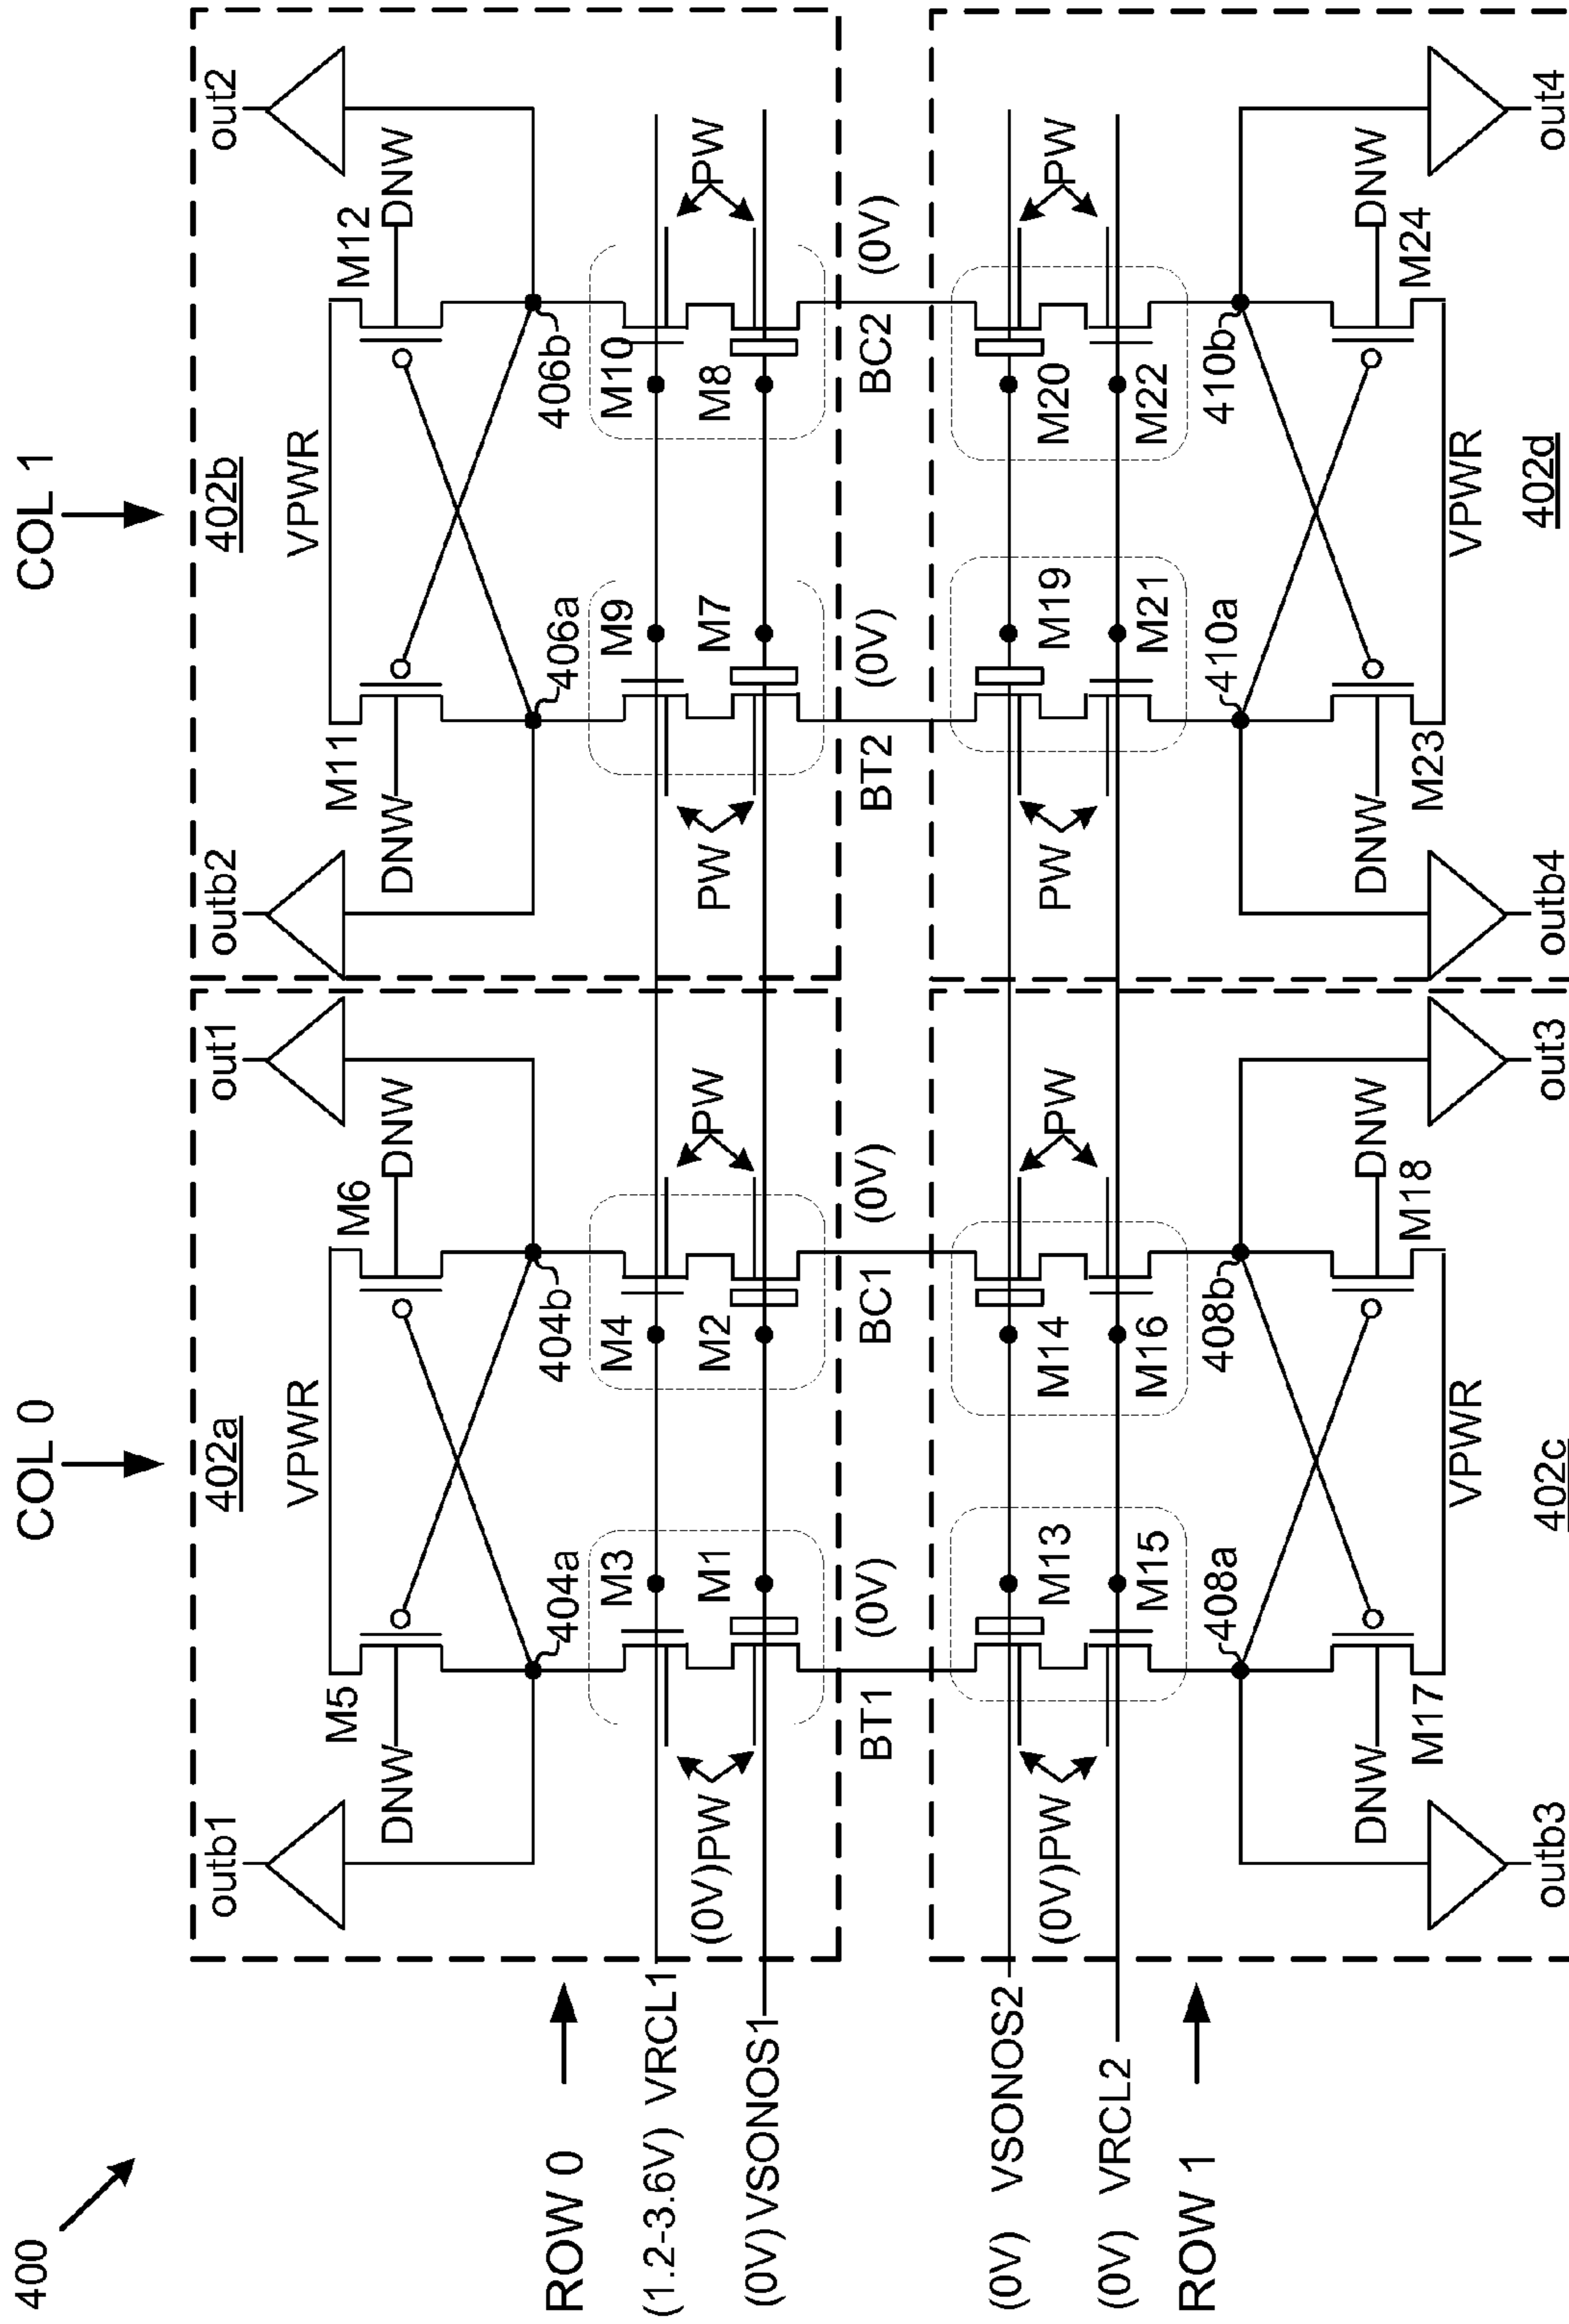 400
COL 0
COL 1
outb1
402a
out1
outb2
402b
out2
VPWR
VPWR
M5
M6
M11
M12
DNW
DNW
DNW
DNW
ROW 0
404a
404b
406a
406b
(1.2-3.6V) VRCL1
M3
M4
M9
M10
(0V)PW
M1
M2
PW
PW
M7
M8
PW
(0V) VSONOS1
BT1
(0V)
BC1
(0V)
BT2
(0V)
BC2
(0V)
(0V) VSONOS2
(0V)PW
M13
M14
PW
PW
M19
M20
PW
(0V) VRCL2
M15
M16
M21
M22
ROW 1
408a
408b
410a
410b
DNW
DNW
DNW
DNW
M17
M18
M23
M24
VPWR
VPWR
outb3
402c
out3
outb4
402d
out4